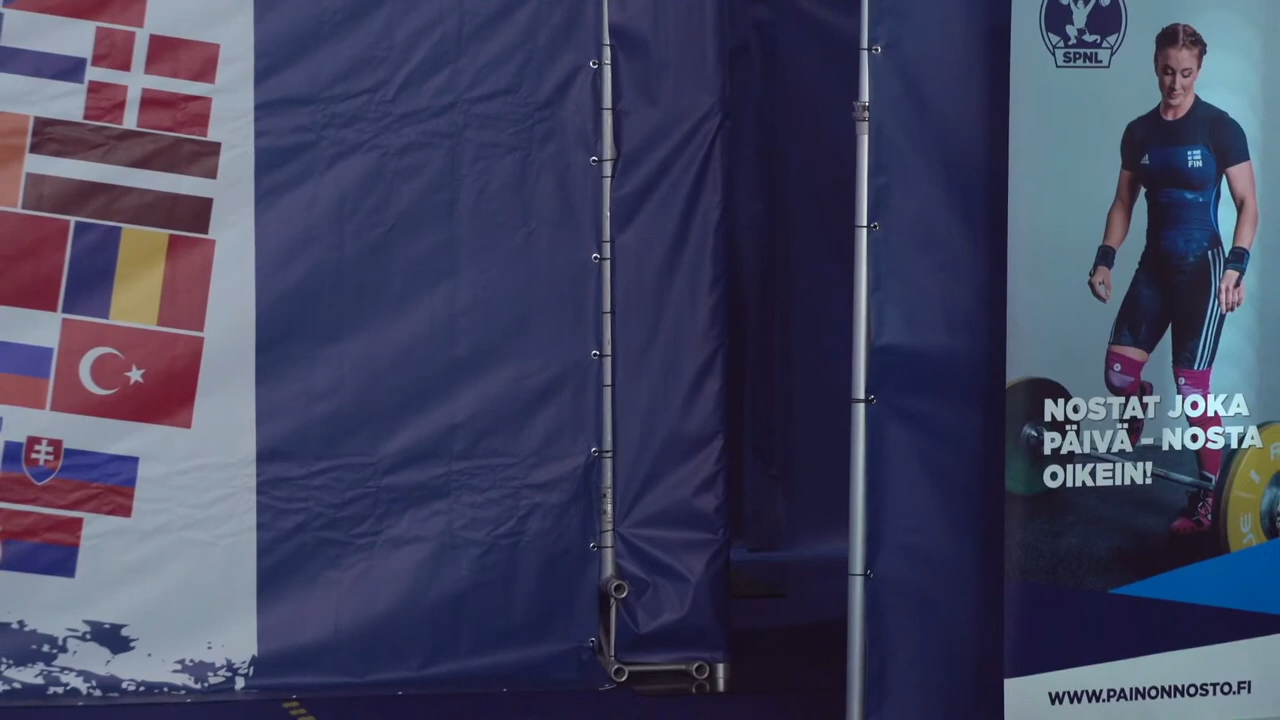 SPNL
FIN
NOSTAT JOKA
PÄIVÄ - NOSTA
OIKEIN!
WWW.PAINONNOSTO.FI